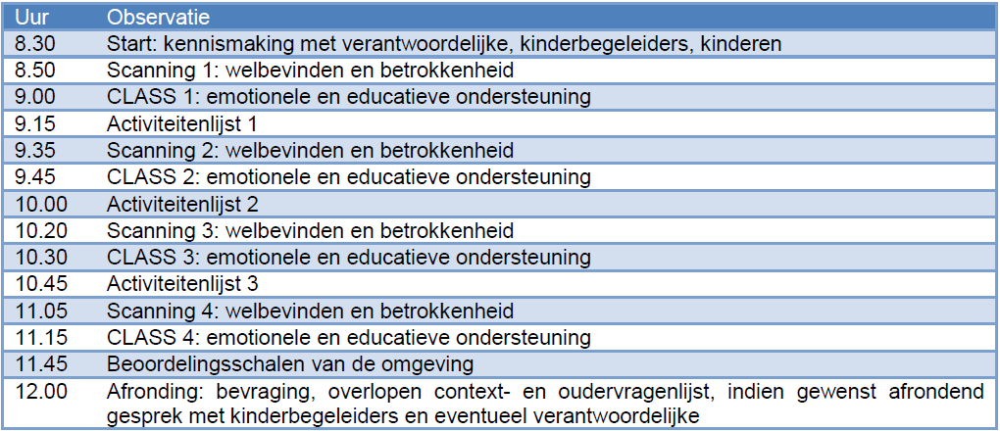 Uur Observatie
8.30 Start: kennismaking met verantwoordelijke, kinderbegeleiders, kinderen
8.50 Scanning 1: welbevinden en betrokkenheid
9.00 CLASS 1: emotionele en educatieve ondersteuning
9.15 Activiteitenlijst 1
9.35 Scanning 2: welbevinden en betrokkenheid
9.45 CLASS 2: emotionele en educatieve ondersteuning
10.00 Activiteitenlijst 2
10.20 Scanning 3: welbevinden en betrokkenheid
10.30 CLASS 3: emotionele en educatieve ondersteuning
10.45 Activiteitenlijst 3
11.05 Scanning 4: welbevinden en betrokkenheid
11.15 CLASS 4: emotionele en educatieve ondersteuning
11.45 Beoordelingsschalen van de omgeving
12.00 Afronding: bevraging, overlopen context- en oudervragenlijst, indien gewenst afrondend
gesprek met kinderbegeleiders en eventueel verantwoordelijke